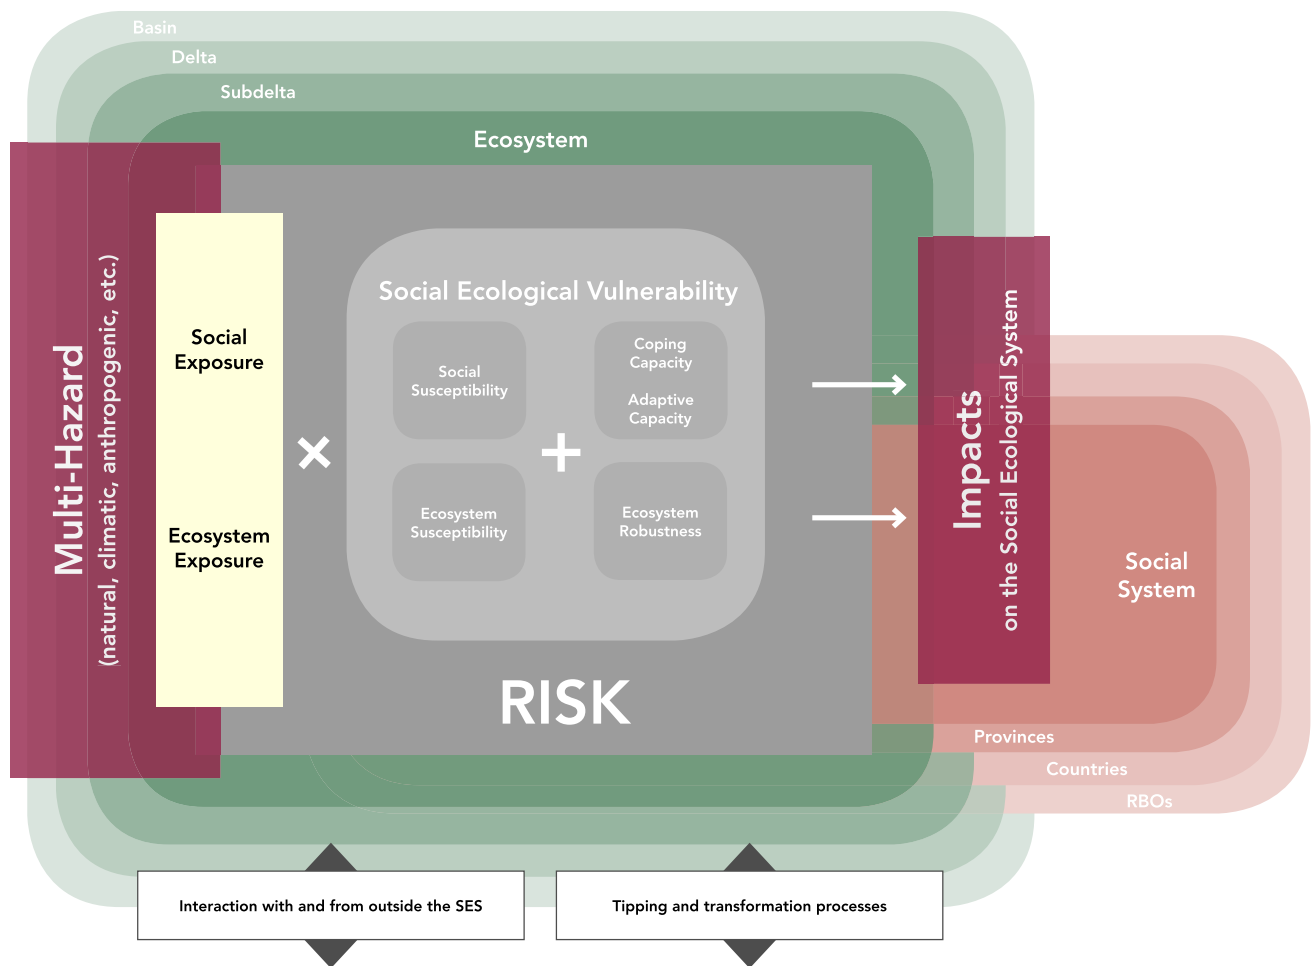 Basin
Delta
Subdelta
Ecosystem
Multi-Hazard
(natural, climatic, anthropogenic, etc.)
Social
Exposure
Ecosystem
Exposure
×
Social Ecological Vulnerability
Social
Susceptibility
Coping
Capacity
Adaptive
Capacity
+
Ecosystem
Susceptibility
Ecosystem
Robustness
RISK
Impacts
on the Social Ecological System
Social
System
Provinces
Countries
RBOs
Interaction with and from outside the SES
Tipping and transformation processes